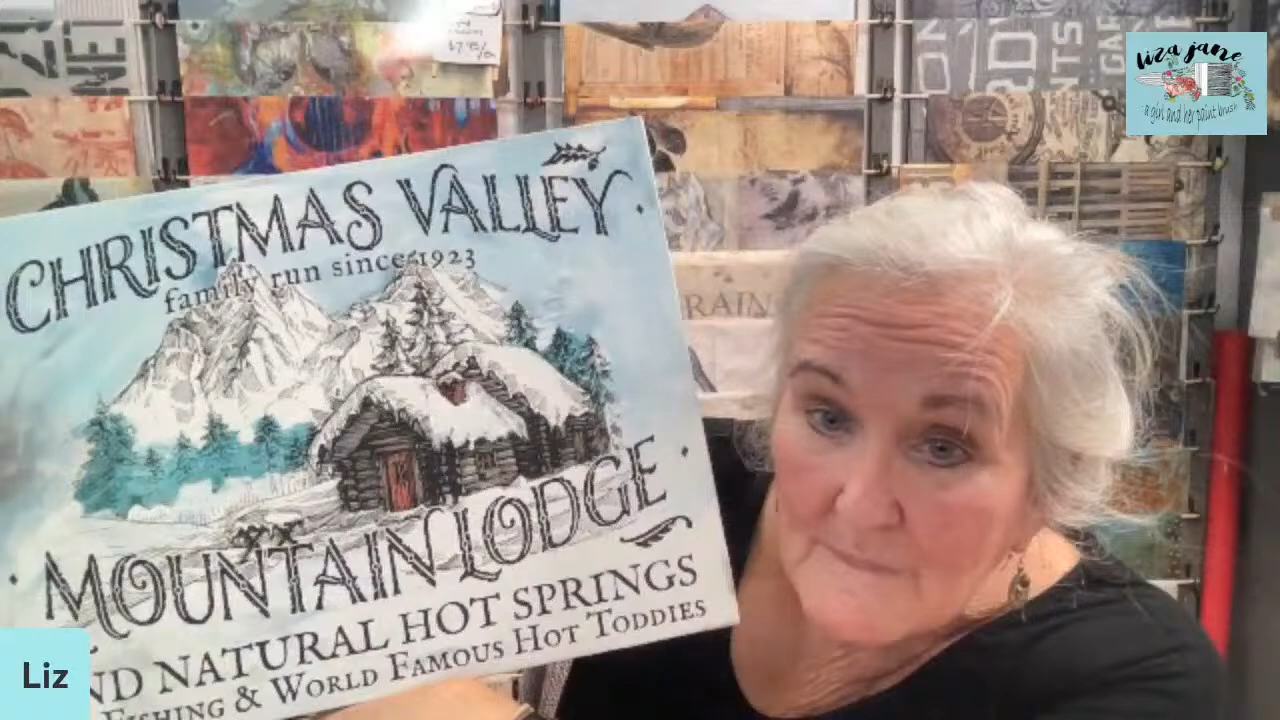 liza jane
a girl and her paint brush
CHRISTMAS VALLEY
family run since 1923
MOUNTAIN LODGE
ND NATURAL HOT SPRINGS
FISHING & WORLD FAMOUS HOT TODDIES
RAIN
Liz